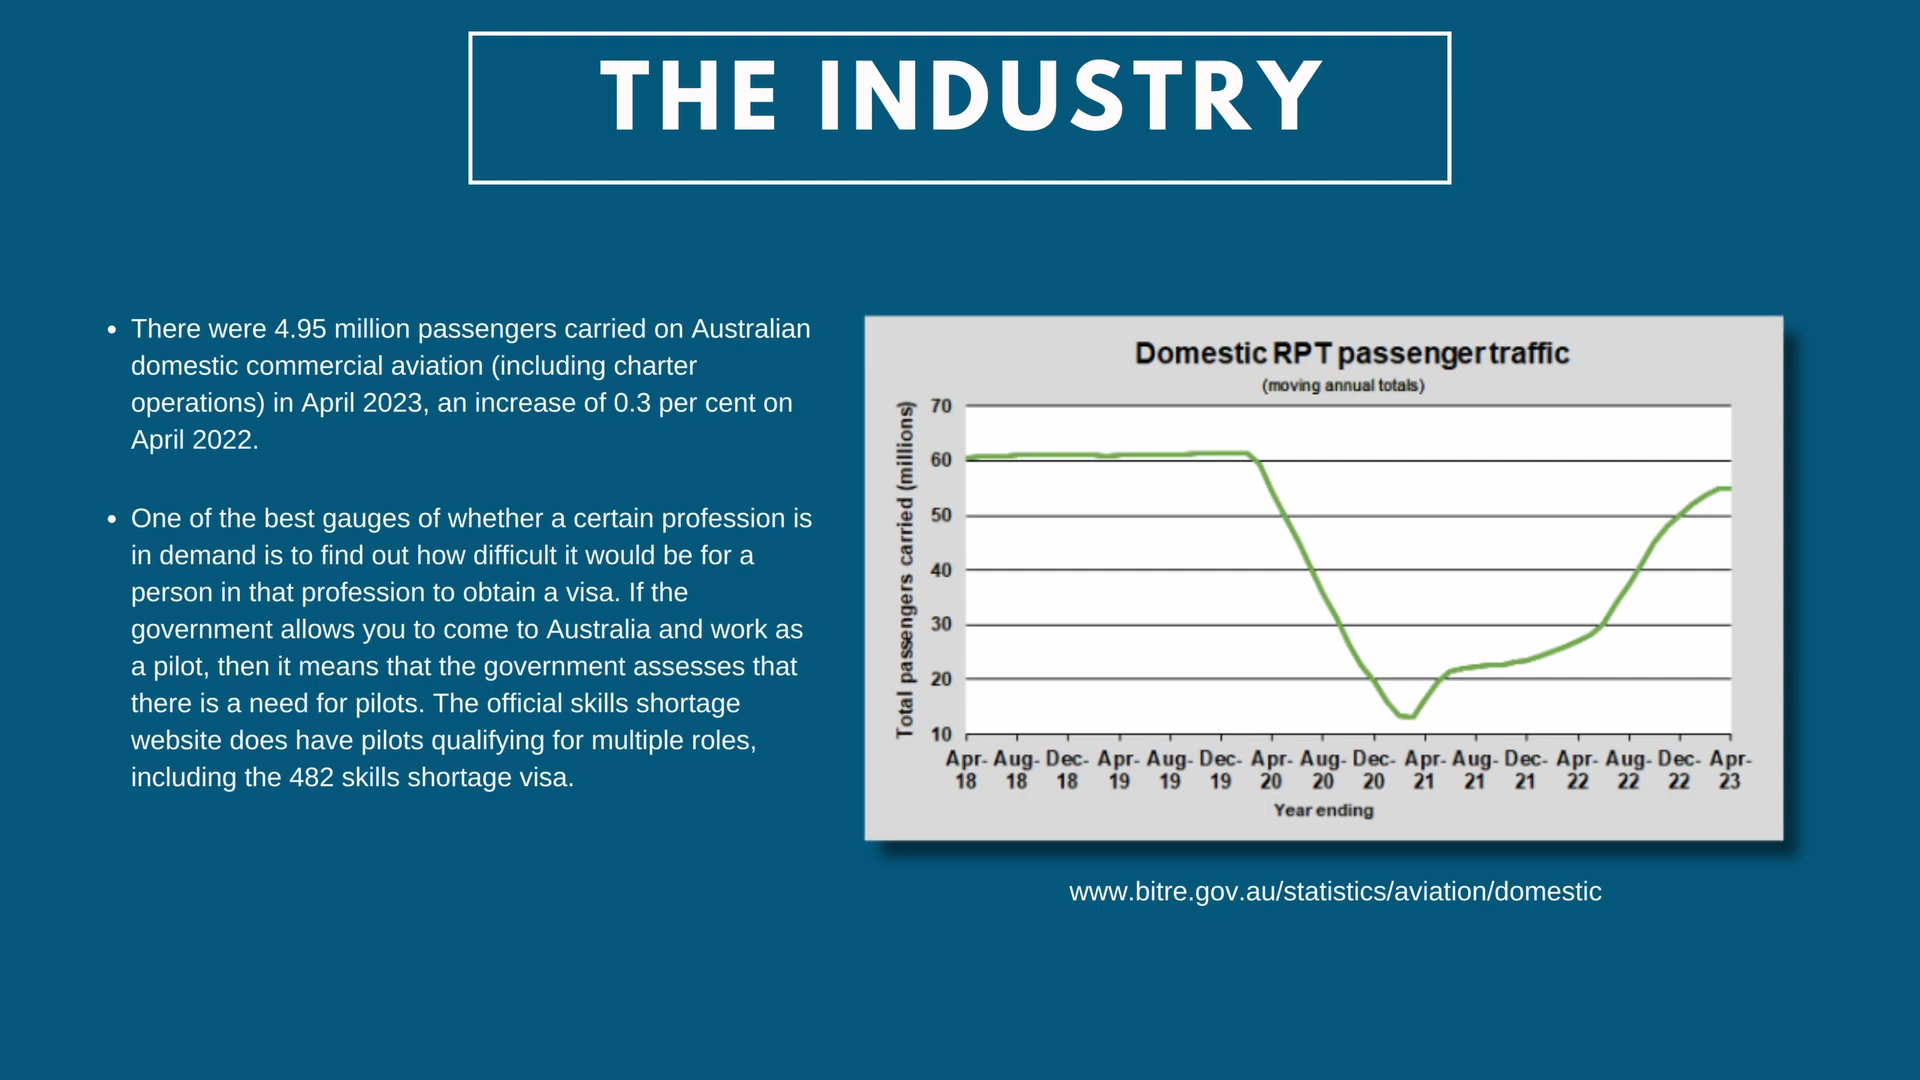 THE INDUSTRY
• There were 4.95 million passengers carried on Australian
domestic commercial aviation (including charter
operations) in April 2023, an increase of 0.3 per cent on
April 2022.
• One of the best gauges of whether a certain profession is
in demand is to find out how difficult it would be for a
person in that profession to obtain a visa. If the
government allows you to come to Australia and work as
a pilot, then it means that the government assesses that
there is a need for pilots. The official skills shortage
website does have pilots qualifying for multiple roles,
including the 482 skills shortage visa.
Domestic RPT passenger traffic
(moving annual totals)
Total passengers carried (millions)
70
60
50
40
30
20
10
Apr- Aug- Dec- Apr- Aug- Dec- Apr- Aug- Dec- Apr- Aug- Dec- Apr- Aug- Dec- Apr-
18 18 18 19 19 19 20 20 20 21 21 21 22 22 22 23
Year ending
www.bitre.gov.au/statistics/aviation/domestic